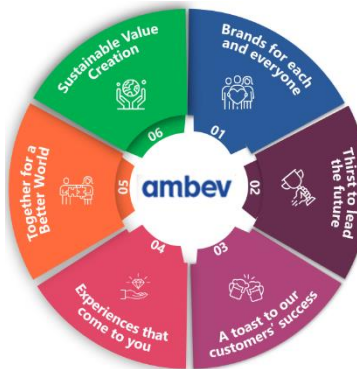 Brands for each
and everyone
01
Thirst to lead
the future
02
A toast to our
customers' success
03
Experiences that
come to you
04
Together for a
Better World
05
Sustainable Value
Creation
06
ambev